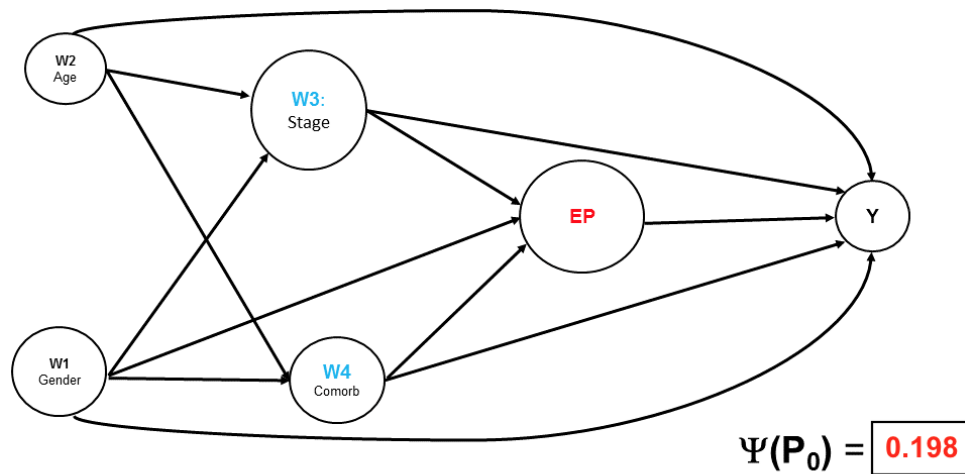 W2
Age
W3:
Stage
EP
Y
W1
Gender
W4
Comorb
Ψ(P₀) = 0.198